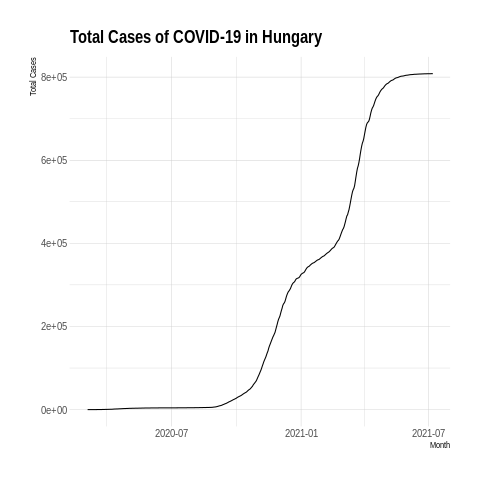 Total Cases of COVID-19 in Hungary
Total Cases
8e+05
6e+05
4e+05
2e+05
0e+00
2020-07 2021-01 2021-07
Month